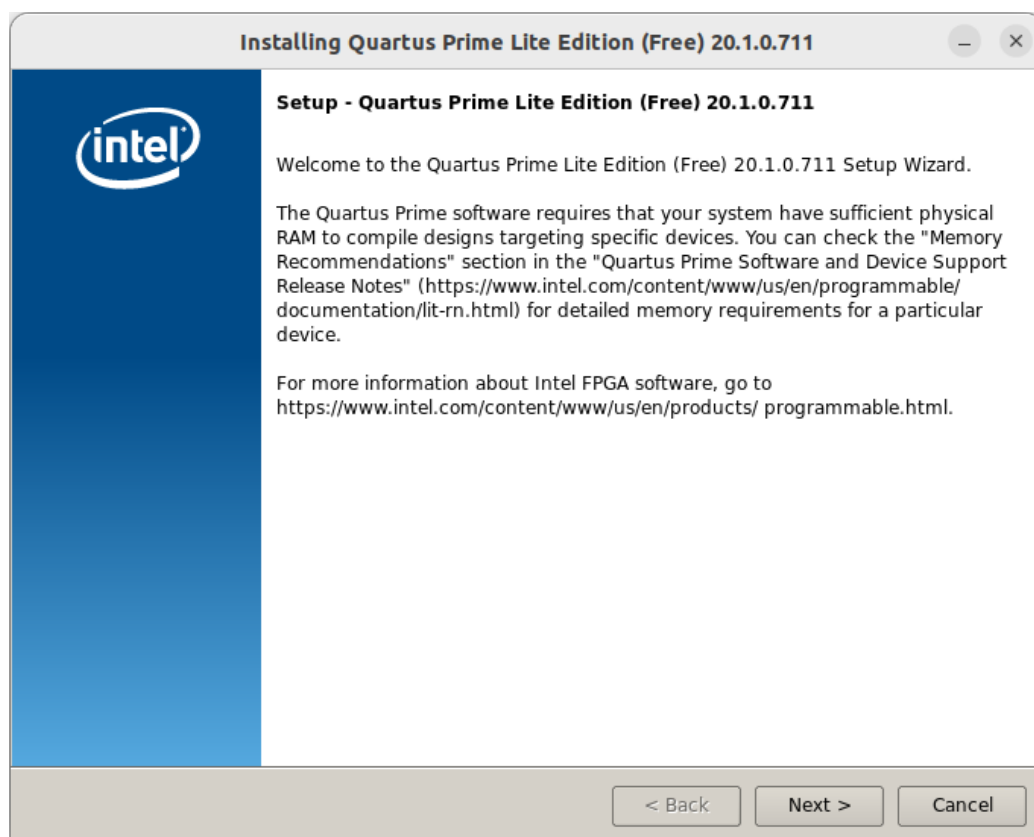 Installing Quartus Prime Lite Edition (Free) 20.1.0.711
intel
Setup - Quartus Prime Lite Edition (Free) 20.1.0.711
Welcome to the Quartus Prime Lite Edition (Free) 20.1.0.711 Setup Wizard.
The Quartus Prime software requires that your system have sufficient physical
RAM to compile designs targeting specific devices. You can check the "Memory
Recommendations" section in the "Quartus Prime Software and Device Support
Release Notes" (https://www.intel.com/content/www/us/en/programmable/
documentation/lit-rn.html) for detailed memory requirements for a particular
device.
For more information about Intel FPGA software, go to
https://www.intel.com/content/www/us/en/products/ programmable.html.
< Back
Next >
Cancel